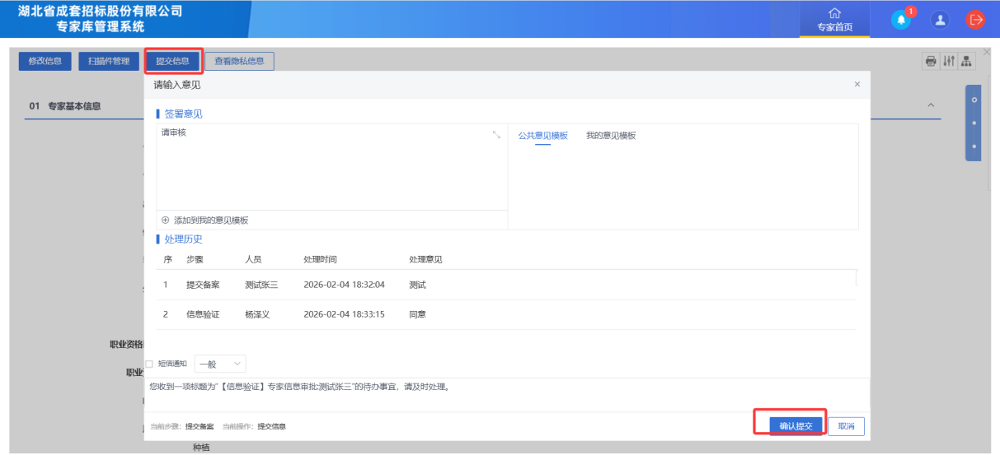 湖北省成套招标股份有限公司
专家库管理系统
专家首页
1
修改信息 扫描件管理 提交信息 查看隐私信息
请输入意见
01 专家基本信息
签署意见
请审核
公共意见模板 我的意见模板
添加到我的意见模板
处理历史
序 步骤 人员 处理时间 处理意见
1 提交备案 测试张三 2026-02-04 18:32:04 测试
2 信息验证 杨泽义 2026-02-04 18:33:15 同意
职业资格
短信通知 一般
职业
您收到一项标题为“【信息验证】专家信息审批:测试张三”的待办事宜，请及时处理。
当前步骤：提交备案 当前操作：提交信息
确认提交 取消
种植